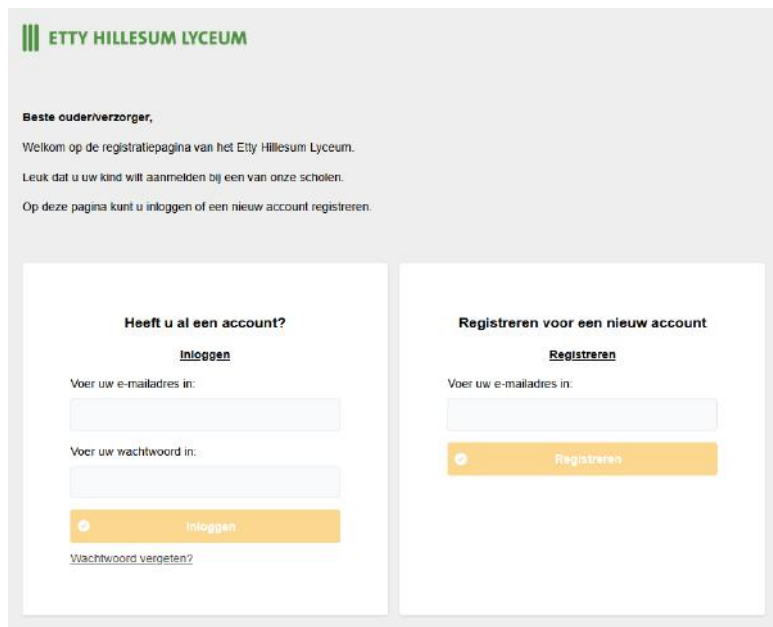 ETTY HILLESUM LYCEUM
Beste ouder/verzorger,
Welkom op de registratiepagina van het Etty Hillesum Lyceum.
Leuk dat u uw kind wilt aanmelden bij een van onze scholen.
Op deze pagina kunt u inloggen of een nieuw account registreren.
Heeft u al een account?
Inloggen
Voer uw e-mailadres in:
Voer uw wachtwoord in:
Inloggen
Wachtwoord vergeten?
Registreren voor een nieuw account
Registreren
Voer uw e-mailadres in:
Registreren